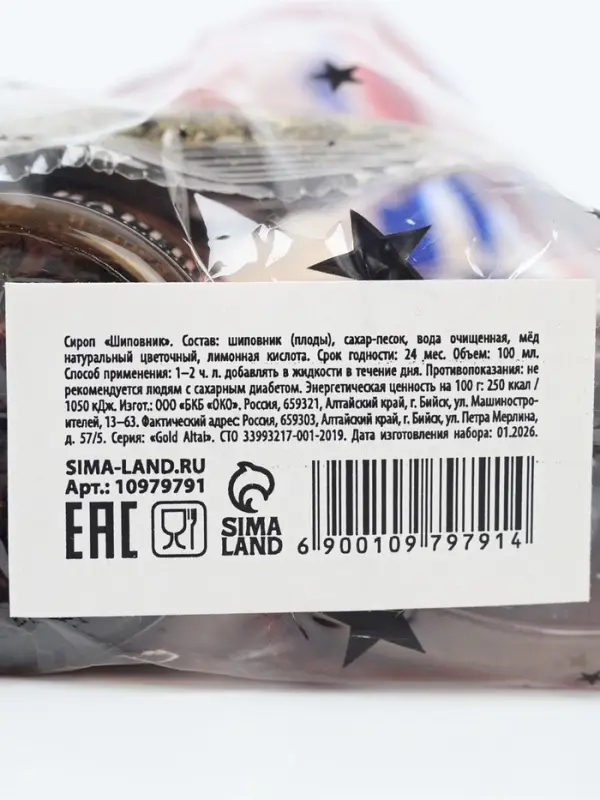 Сироп «Шиповник». Состав: шиповник (плоды), сахар-песок, вода очищенная, мёд
натуральный цветочный, лимонная кислота. Срок годности: 24 мес. Объем: 100 мл.
Способ применения: 1–2 ч. л. добавлять в жидкости в течение дня. Противопоказания: не
рекомендуется людям с сахарным диабетом. Энергетическая ценность на 100 г: 250 ккал /
1050 кДж. Изгот.: ООО «БКБ «ОКО». Россия, 659321, Алтайский край, г. Бийск, ул. Машиностро-
ителей, 13–63. Фактический адрес: Россия, 659303, Алтайский край, г. Бийск, ул. Петра Мерлина,
д. 57/5. Серия: «Gold Altai». СТО 33993217-001-2019. Дата изготовления набора: 01.2026.
SIMA-LAND.RU
Арт.: 10979791
EAC
SIMA
LAND
6 900109 797914